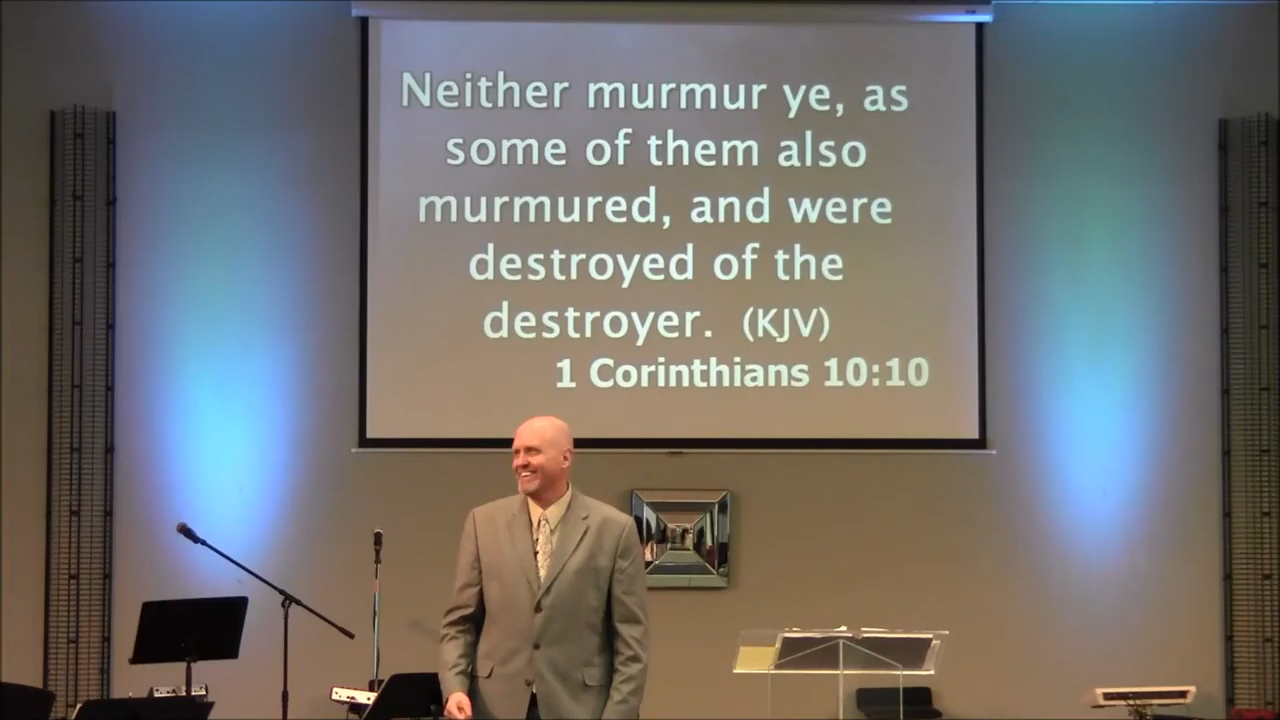 Neither murmur ye, as
some of them also
murmured, and were
destroyed of the
destroyer. (KJV)
1 Corinthians 10:10